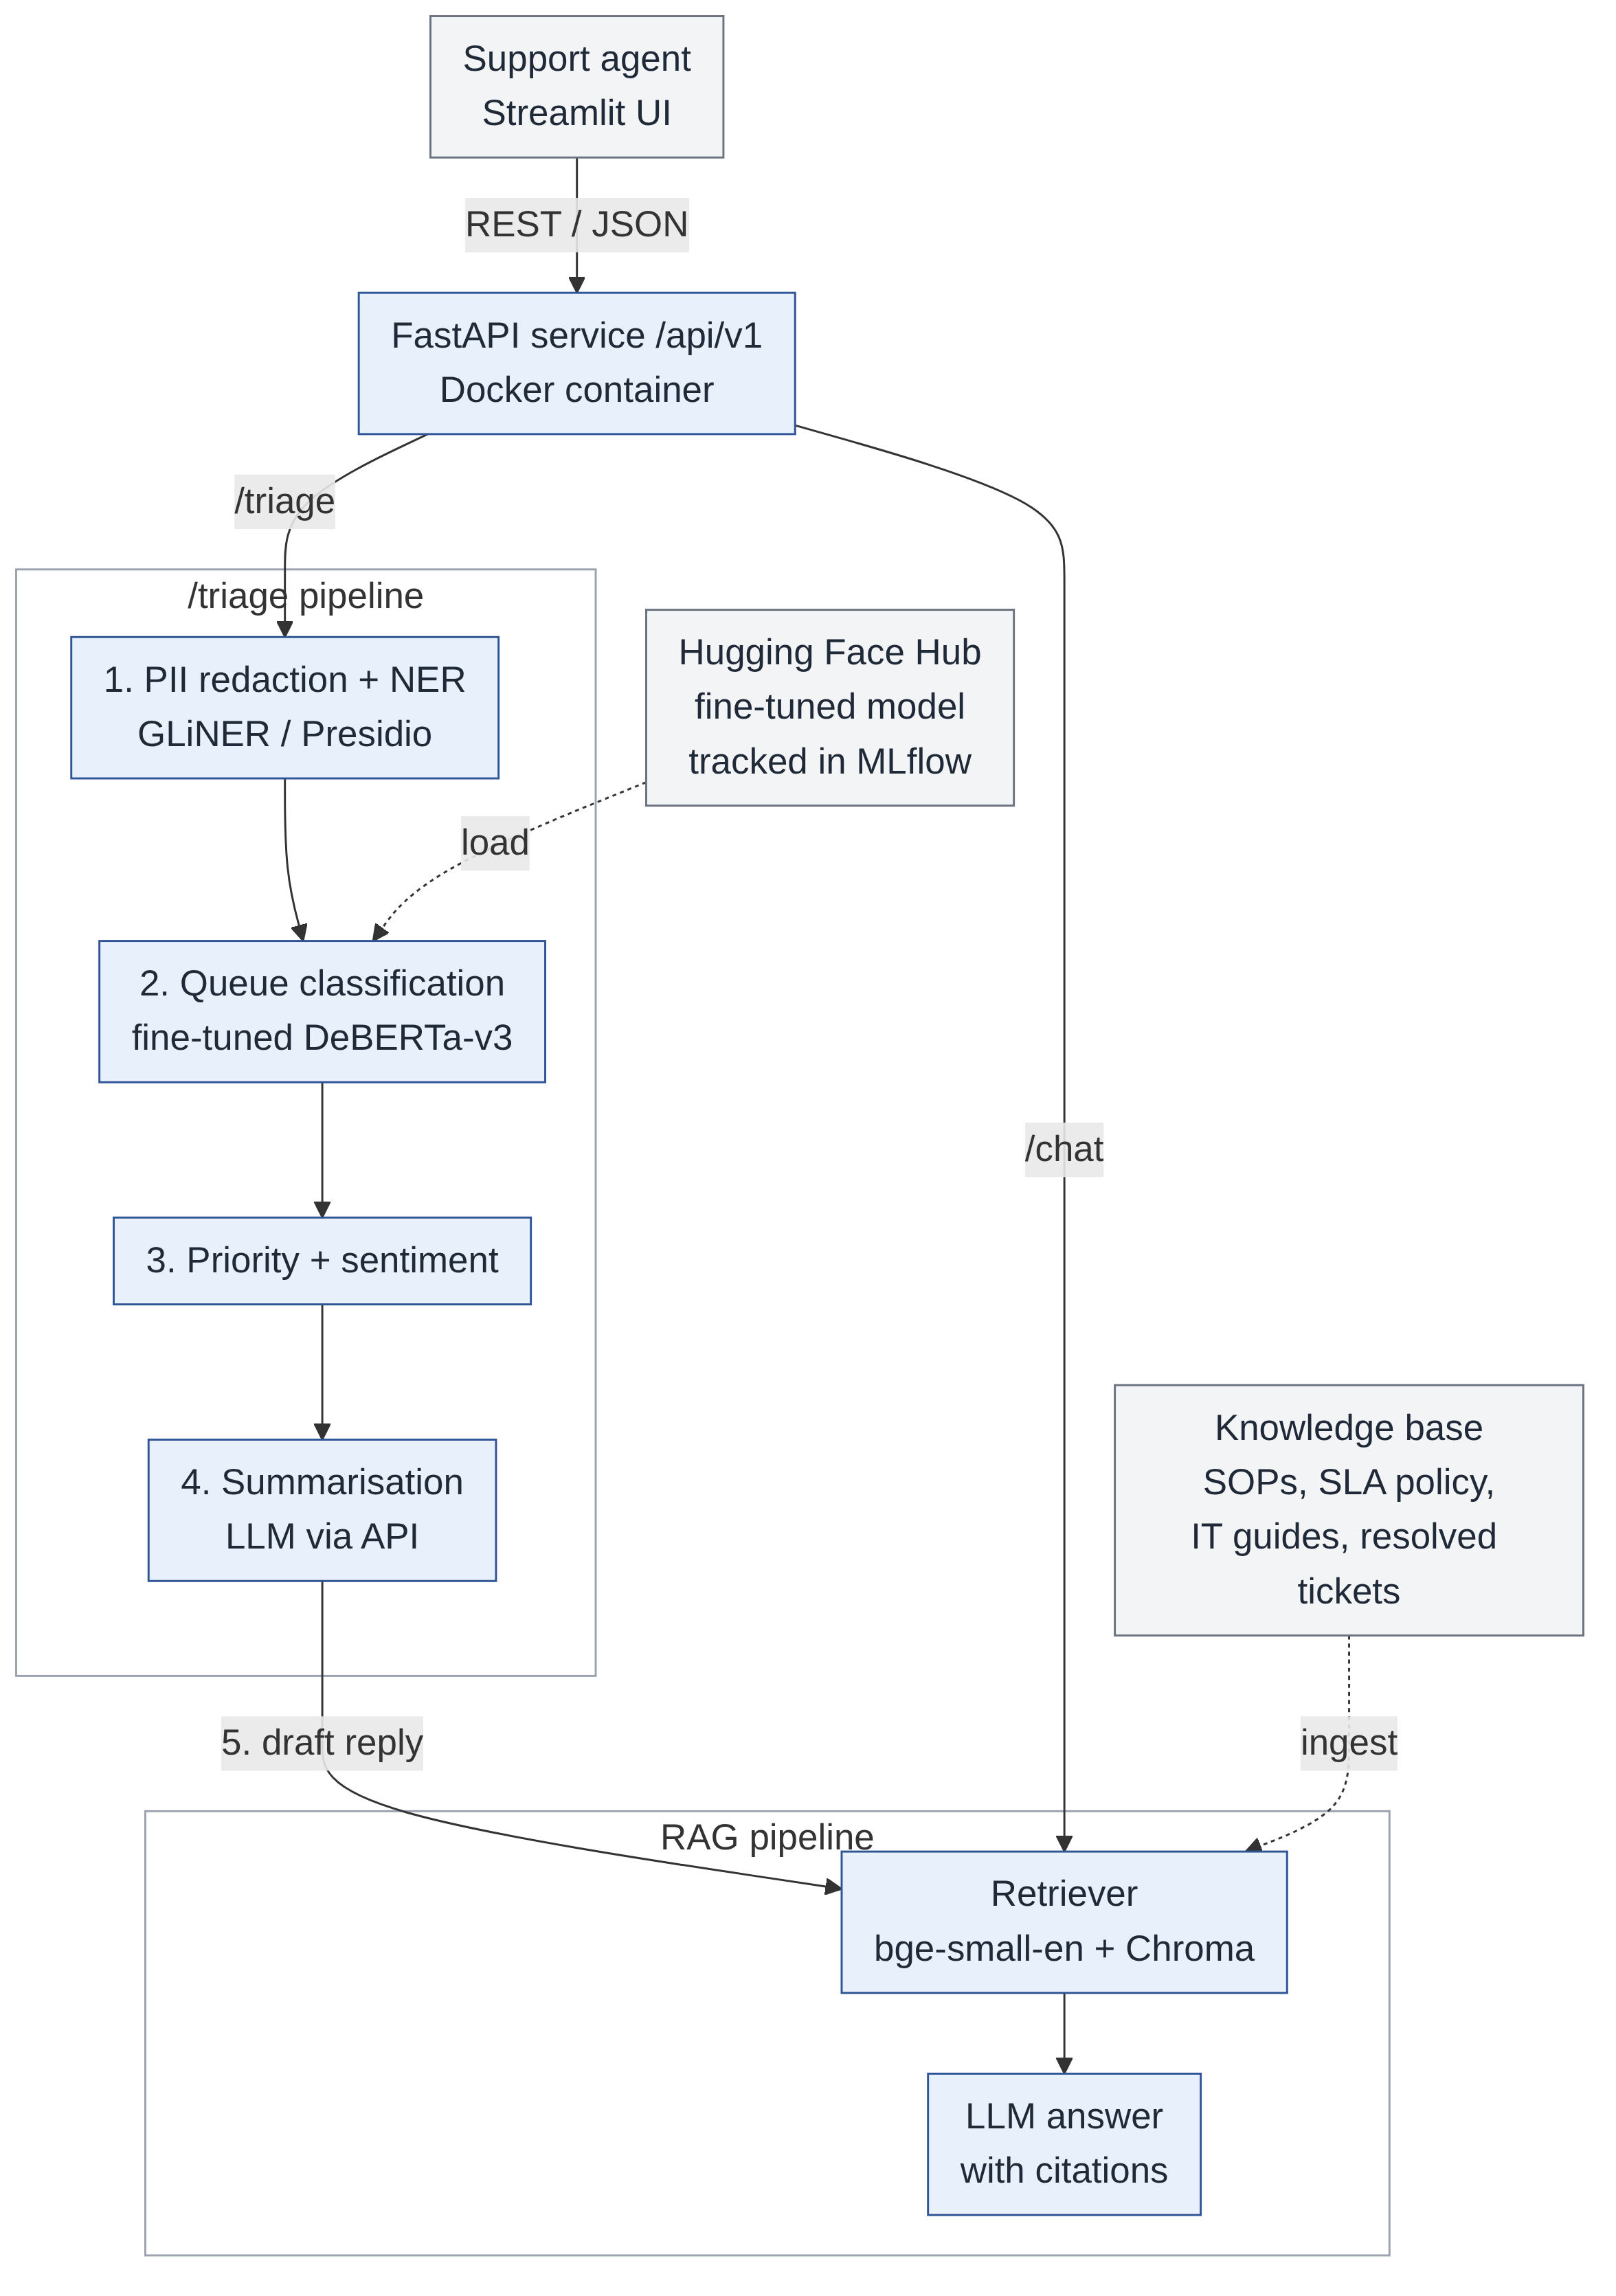 Support agent
Streamlit UI
REST / JSON
FastAPI service /api/v1
Docker container
/triage
/triage pipeline
1. PII redaction + NER
GLiNER / Presidio
Hugging Face Hub
fine-tuned model
tracked in MLflow
load
2. Queue classification
fine-tuned DeBERTa-v3
/chat
3. Priority + sentiment
4. Summarisation
LLM via API
Knowledge base
SOPs, SLA policy,
IT guides, resolved
tickets
5. draft reply
ingest
RAG pipeline
Retriever
bge-small-en + Chroma
LLM answer
with citations